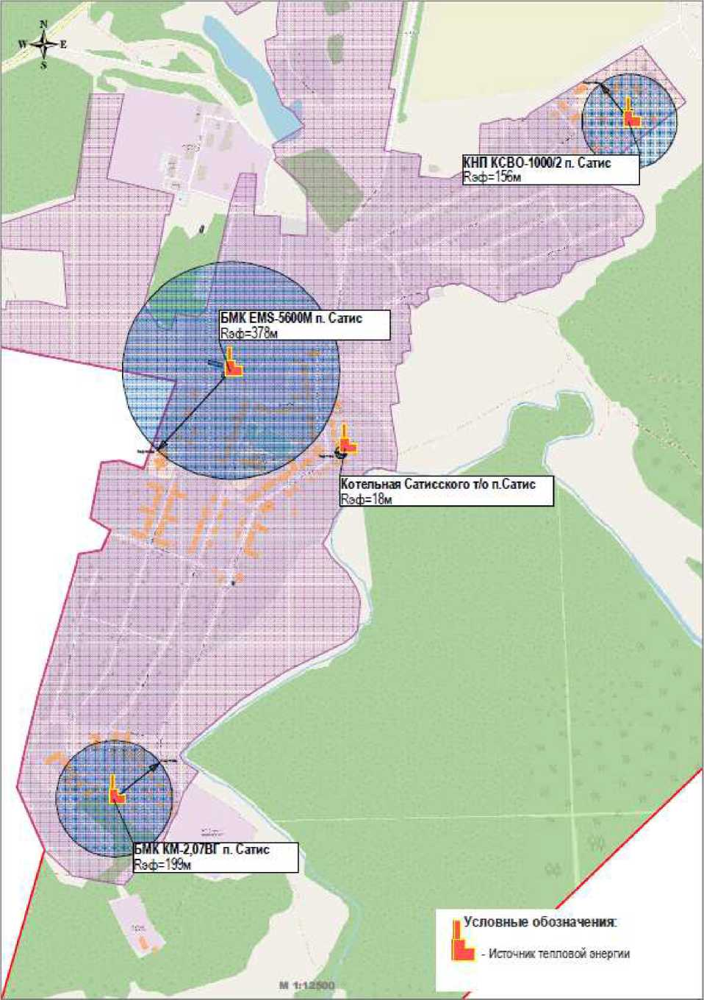 N
W E
S
КНП КСВО-1000/2 п. Сатис
Rэф=156м
БМК EMS-5600М п. Сатис
Rэф=378м
Котельная Сатисского т/о п.Сатис
Rэф=18м
БМК КМ-2,07ВГ п. Сатис
Rэф=199м
Условные обозначения:
- Источник тепловой энергии
М 1:12500